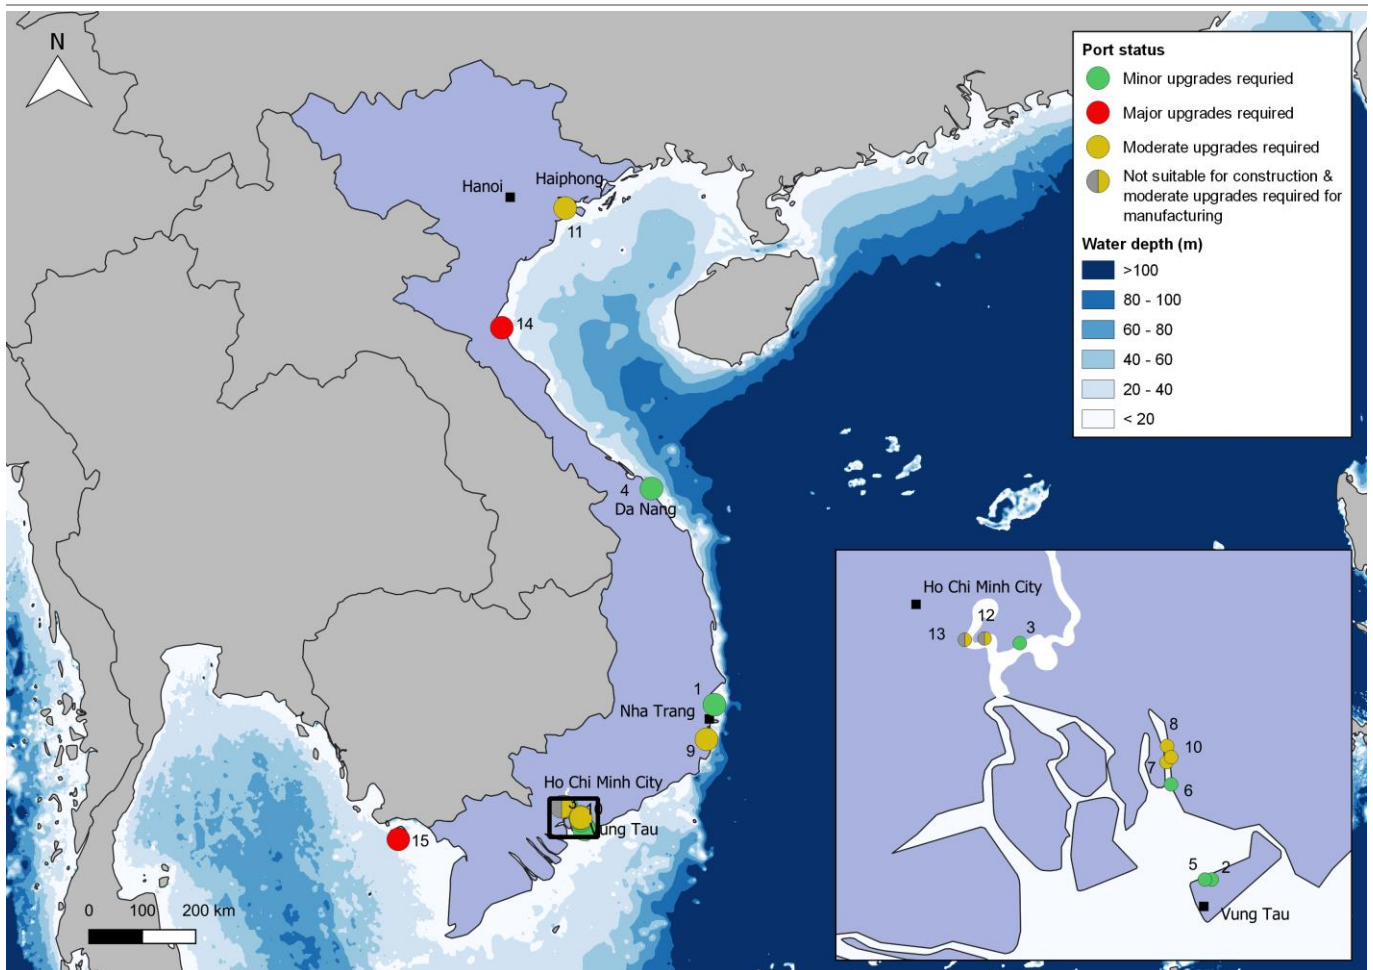 N
Port status
Minor upgrades requried
Major upgrades required
Moderate upgrades required
Not suitable for construction &
moderate upgrades required for
manufacturing
Water depth (m)
>100
80 - 100
60 - 80
40 - 60
20 - 40
< 20
Hanoi
Haiphong
11
14
4
Da Nang
1
Nha Trang
9
Ho Chi Minh City
3
10
Vung Tau
15
0 100 200 km
Ho Chi Minh City
12
13
3
8
10
7
6
5 2
Vung Tau